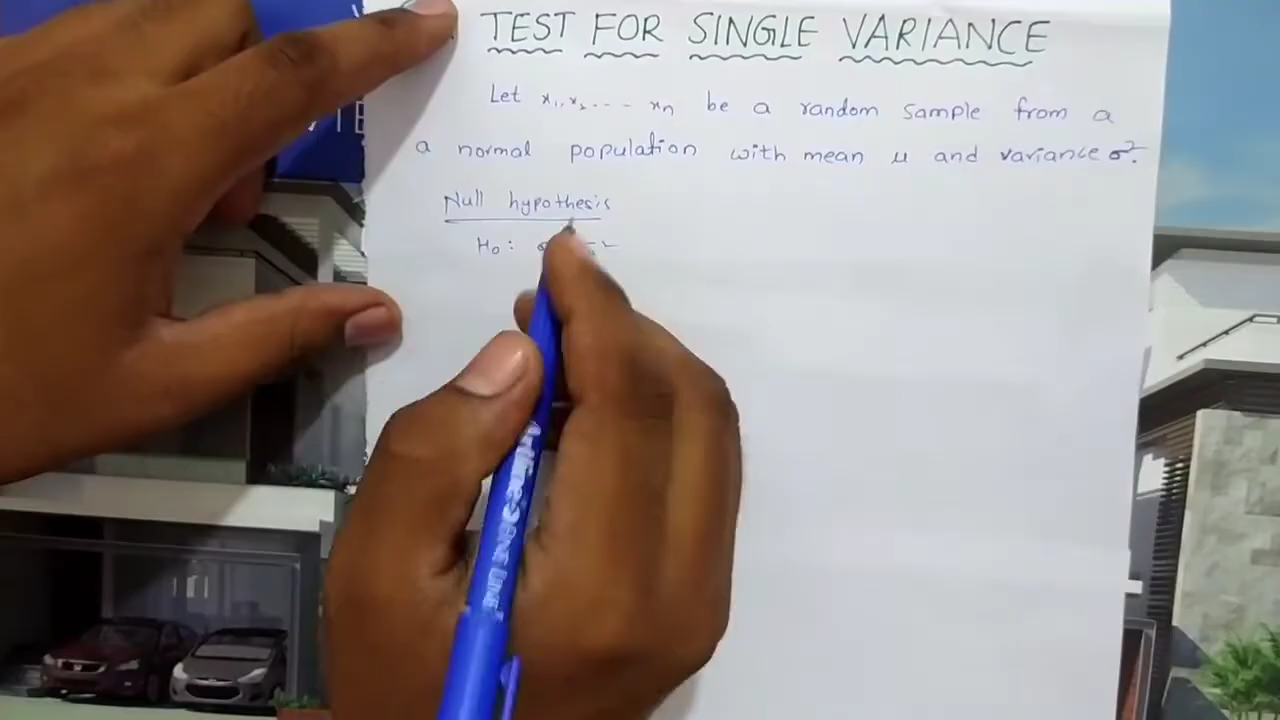 TEST FOR SINGLE VARIANCE
Let x₁, x₂ .... xn be a random sample from a
a normal population with mean μ and variance σ².
Null hypothesis
H₀ :